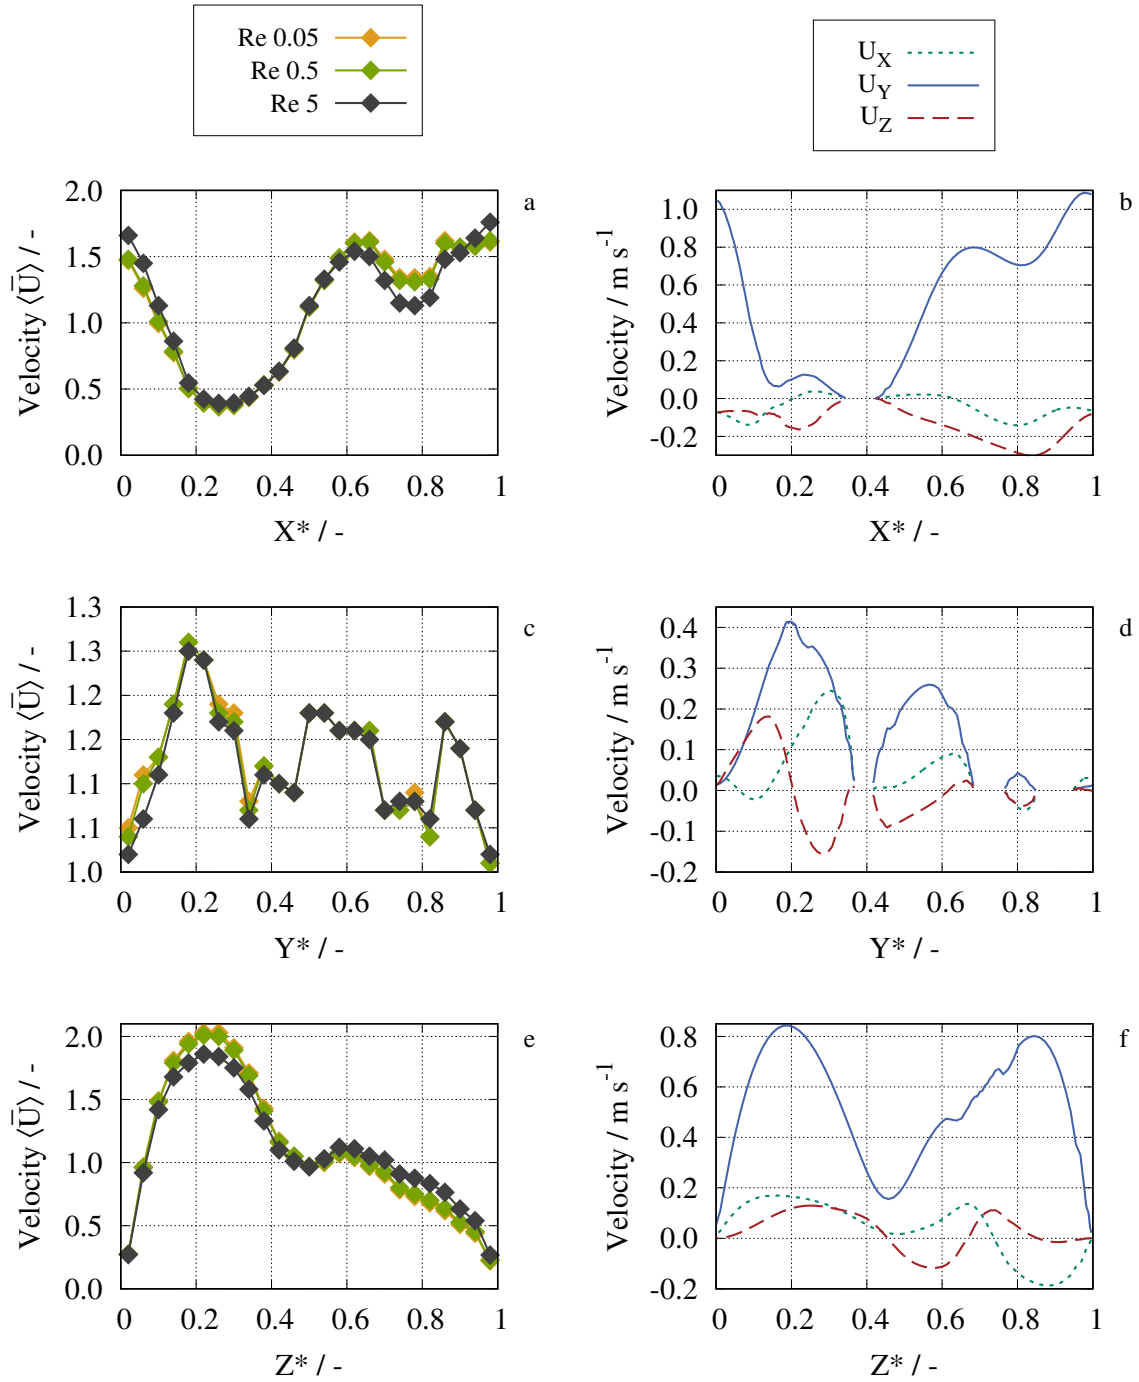 Re 0.05
Re 0.5
Re 5
U_X
U_Y
U_Z
2.0
1.5
1.0
0.5
0.0
Velocity ⟨Ū⟩ / -
0 0.2 0.4 0.6 0.8 1
X* / -
a
1.0
0.8
0.6
0.4
0.2
0.0
-0.2
Velocity / m s⁻¹
0 0.2 0.4 0.6 0.8 1
X* / -
b
1.3
1.3
1.2
1.2
1.1
1.1
1.0
Velocity ⟨Ū⟩ / -
0 0.2 0.4 0.6 0.8 1
Y* / -
c
0.4
0.3
0.2
0.1
0.0
-0.1
-0.2
Velocity / m s⁻¹
0 0.2 0.4 0.6 0.8 1
Y* / -
d
2.0
1.5
1.0
0.5
0.0
Velocity ⟨Ū⟩ / -
0 0.2 0.4 0.6 0.8 1
Z* / -
e
0.8
0.6
0.4
0.2
0.0
-0.2
Velocity / m s⁻¹
0 0.2 0.4 0.6 0.8 1
Z* / -
f